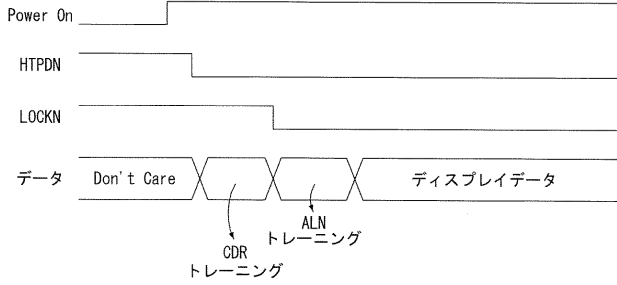 Power On
HTPDN
LOCKN
データ Don't Care ディスプレイデータ
CDR
トレーニング
ALN
トレーニング